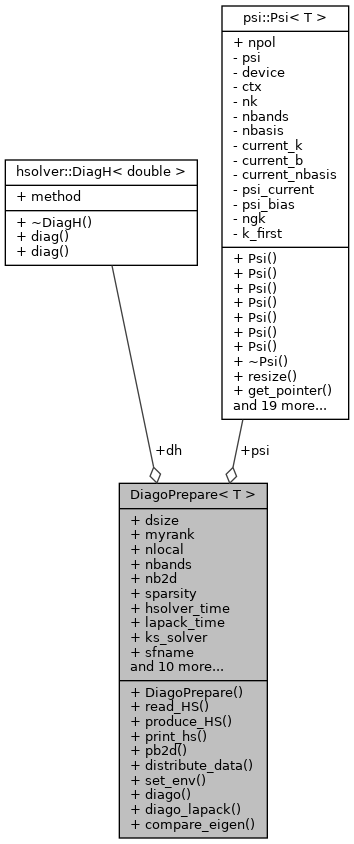 psi::Psi< T >
+ npol
- psi
- device
- ctx
- nk
- nbands
- nbasis
- current_k
- current_b
- current_nbasis
- psi_current
- psi_bias
- ngk
- k_first
+ Psi()
+ Psi()
+ Psi()
+ Psi()
+ Psi()
+ Psi()
+ Psi()
+ ~Psi()
+ resize()
+ get_pointer()
and 19 more...
hsolver::DiagH< double >
+ method
+ ~DiagH()
+ diag()
+ diag()
+dh
+psi
DiagoPrepare< T >
+ dsize
+ myrank
+ nlocal
+ nbands
+ nb2d
+ sparsity
+ hsolver_time
+ lapack_time
+ ks_solver
+ sfname
and 10 more...
+ DiagoPrepare()
+ read_HS()
+ produce_HS()
+ print_hs()
+ pb2d()
+ distribute_data()
+ set_env()
+ diago()
+ diago_lapack()
+ compare_eigen()